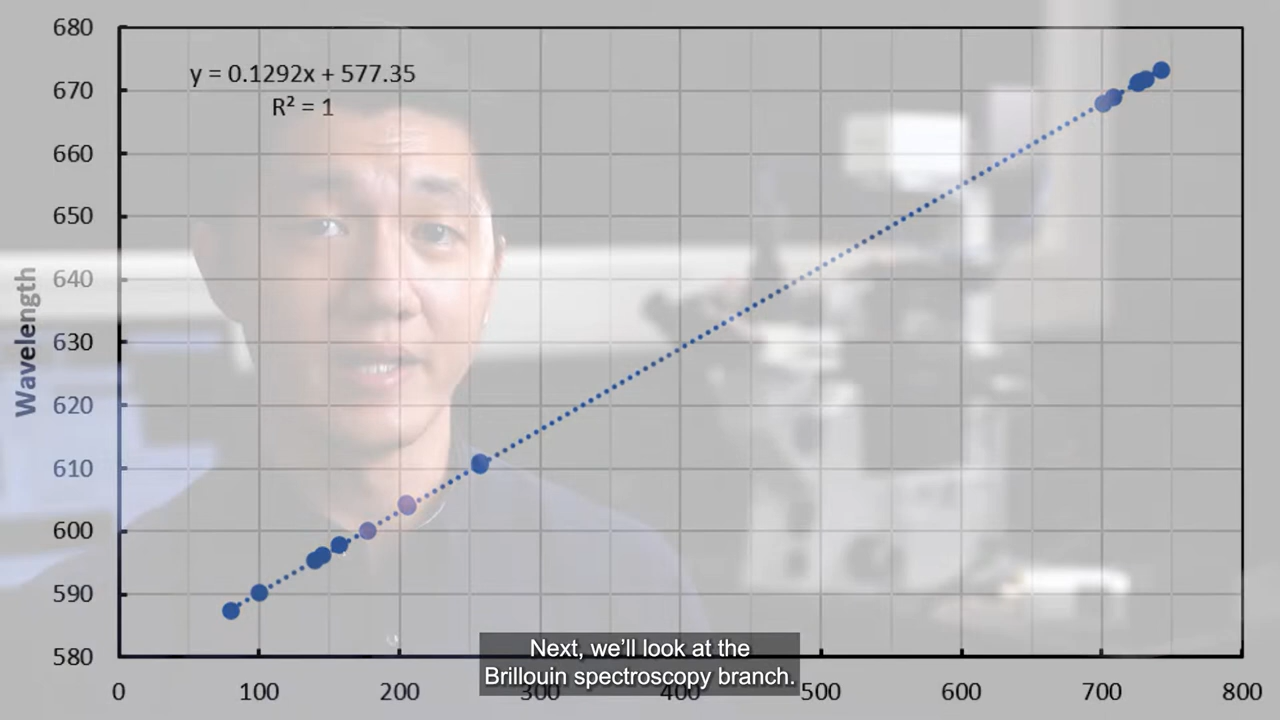 680
y = 0.1292x + 577.35
R² = 1
670
660
650
640
630
620
610
600
590
580
Wavelength
Next, we'll look at the
Brillouin spectroscopy branch.
0 100 200 300 400 500 600 700 800